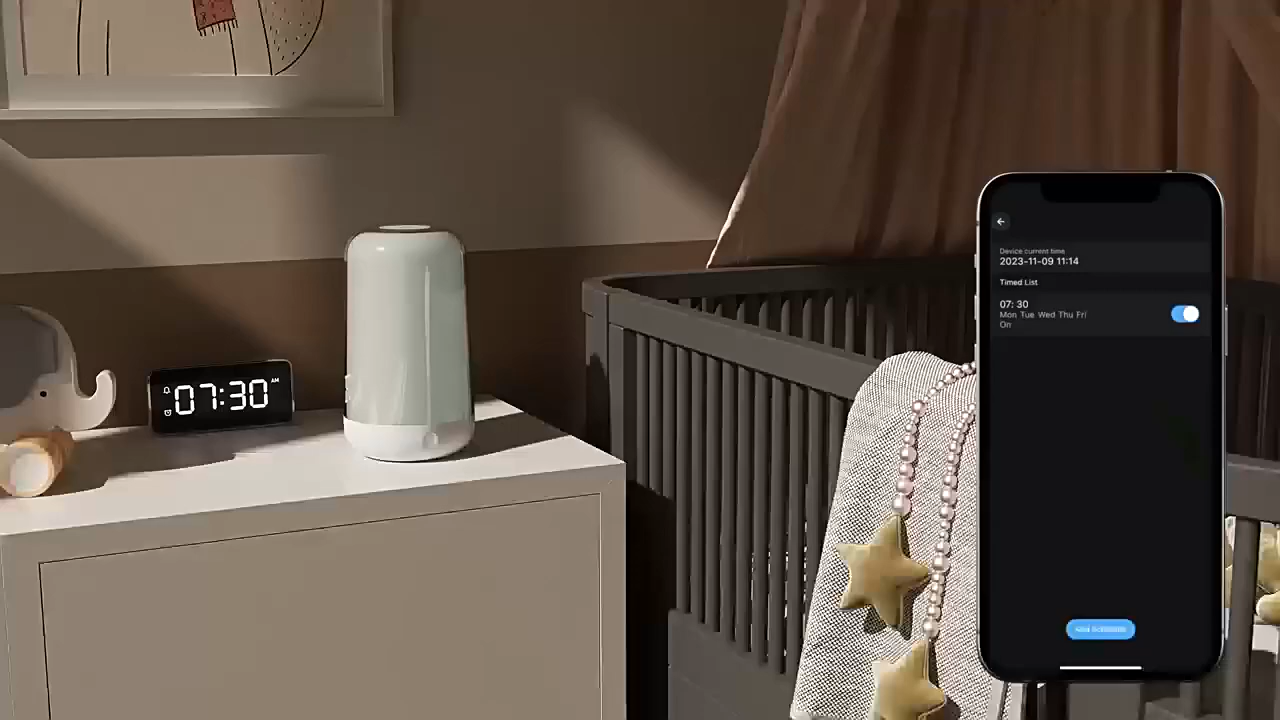 07:30 AM
Device current time
2023-11-09 11:14
Timed List
07: 30
Mon Tue Wed Thu Fri
On